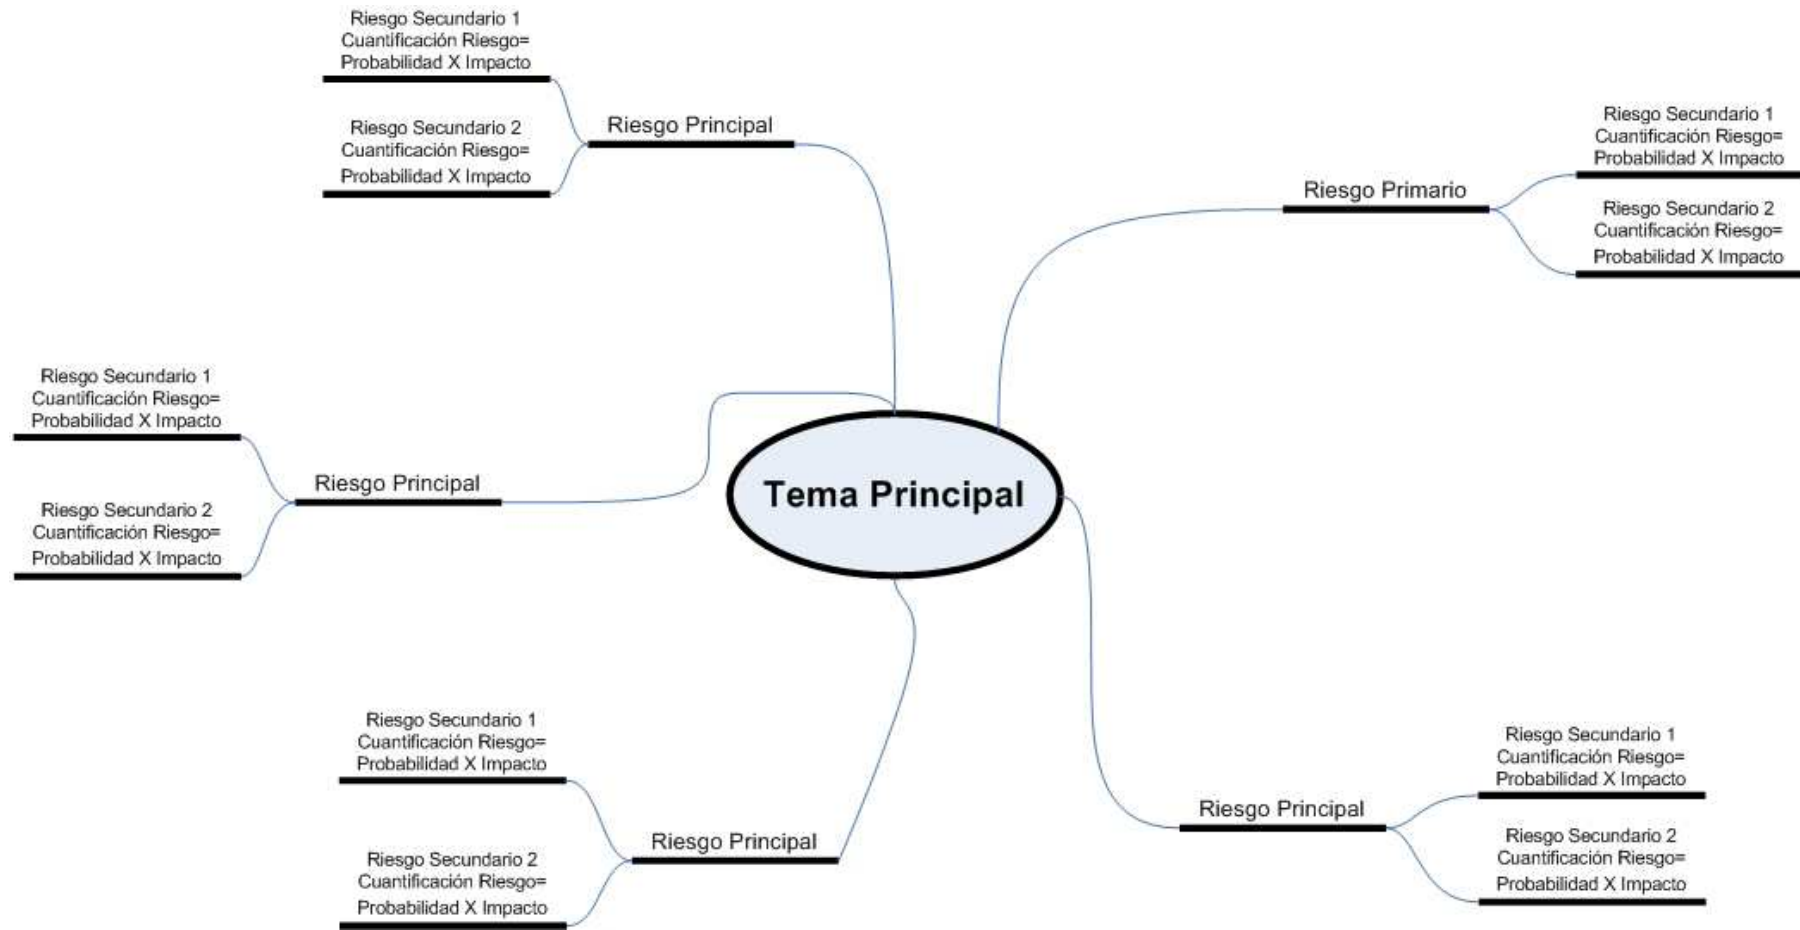 Riesgo Secundario 1
Cuantificación Riesgo=
Probabilidad X Impacto
Riesgo Secundario 2
Cuantificación Riesgo=
Probabilidad X Impacto
Riesgo Principal
Riesgo Primario
Riesgo Secundario 1
Cuantificación Riesgo=
Probabilidad X Impacto
Riesgo Secundario 2
Cuantificación Riesgo=
Probabilidad X Impacto
Riesgo Secundario 1
Cuantificación Riesgo=
Probabilidad X Impacto
Riesgo Secundario 2
Cuantificación Riesgo=
Probabilidad X Impacto
Riesgo Principal
Tema Principal
Riesgo Secundario 1
Cuantificación Riesgo=
Probabilidad X Impacto
Riesgo Secundario 2
Cuantificación Riesgo=
Probabilidad X Impacto
Riesgo Principal
Riesgo Principal
Riesgo Secundario 1
Cuantificación Riesgo=
Probabilidad X Impacto
Riesgo Secundario 2
Cuantificación Riesgo=
Probabilidad X Impacto